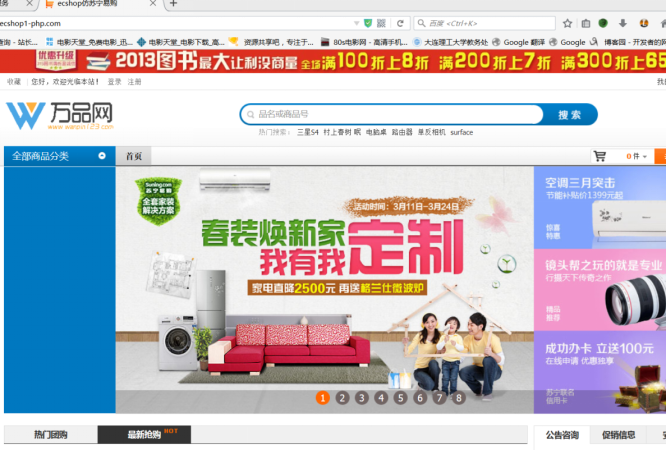 ecshop仿苏宁易购
ecshop1-php.com
百度 <Ctrl+K>
电影天堂_免费电影_迅...
电影天堂_电影下载_高...
资源共享吧，专注于...
80s电影网 - 高清手机...
大连理工大学教务处
Google 翻译
Google
博客园 - 开发者的网
优惠升级
2013图书最大让利没商量 全场满100折上8折 满200折上7折 满300折上65
收藏
您好，欢迎光临本站！
登录
注册
万品网
www.wanpin123.com
品名或商品号
搜 索
热门搜索：
三星S4 村上春树 眠 电脑桌 路由器 单反相机 surface
全部商品分类
首页
0 件
Suning.com
苏宁易购
全套家装
解决方案
活动时间：3月11日—3月24日
春装焕新家
我有我定制
家电直降2500元 再送格兰仕微波炉
1 2 3 4 5 6 7 8
空调三月突击
节能补贴价1399元起
惊喜
特惠
镜头帮之玩的就是专业
行摄天下传奇之作
精品
推荐
成功办卡 立送100元
在线申请 优惠独享
苏宁联名
信用卡
热门团购
最新抢购
HOT
公告咨询
促销信息